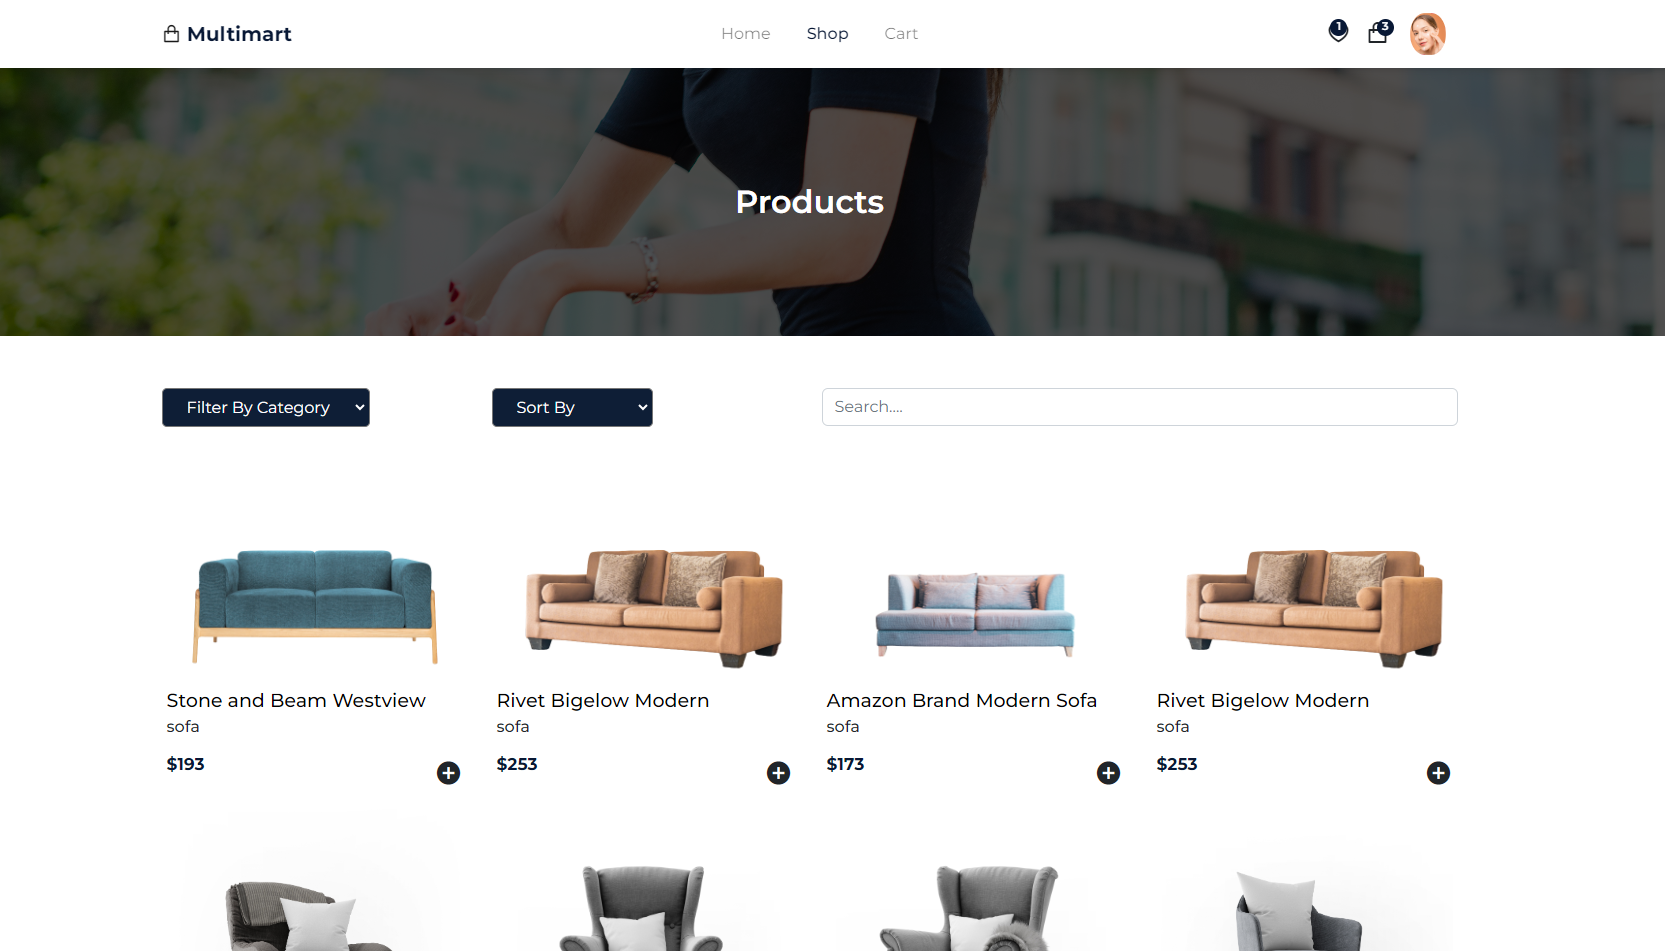 Multimart
Home Shop Cart
1 3
Products
Filter By Category
Sort By
Search....
Stone and Beam Westview
sofa
$193
Rivet Bigelow Modern
sofa
$253
Amazon Brand Modern Sofa
sofa
$173
Rivet Bigelow Modern
sofa
$253